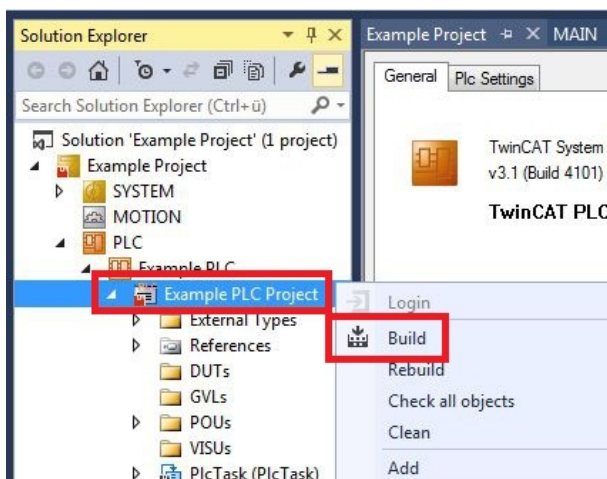 Solution Explorer
Example Project
MAIN
Search Solution Explorer (Ctrl+ü)
General
Plc Settings
Solution 'Example Project' (1 project)
Example Project
SYSTEM
MOTION
PLC
Example PLC
Example PLC Project
External Types
References
DUTs
GVLs
POUs
VISUs
PlcTask (PlcTask)
TwinCAT System
v3.1 (Build 4101)
TwinCAT PLC
Login
Build
Rebuild
Check all objects
Clean
Add